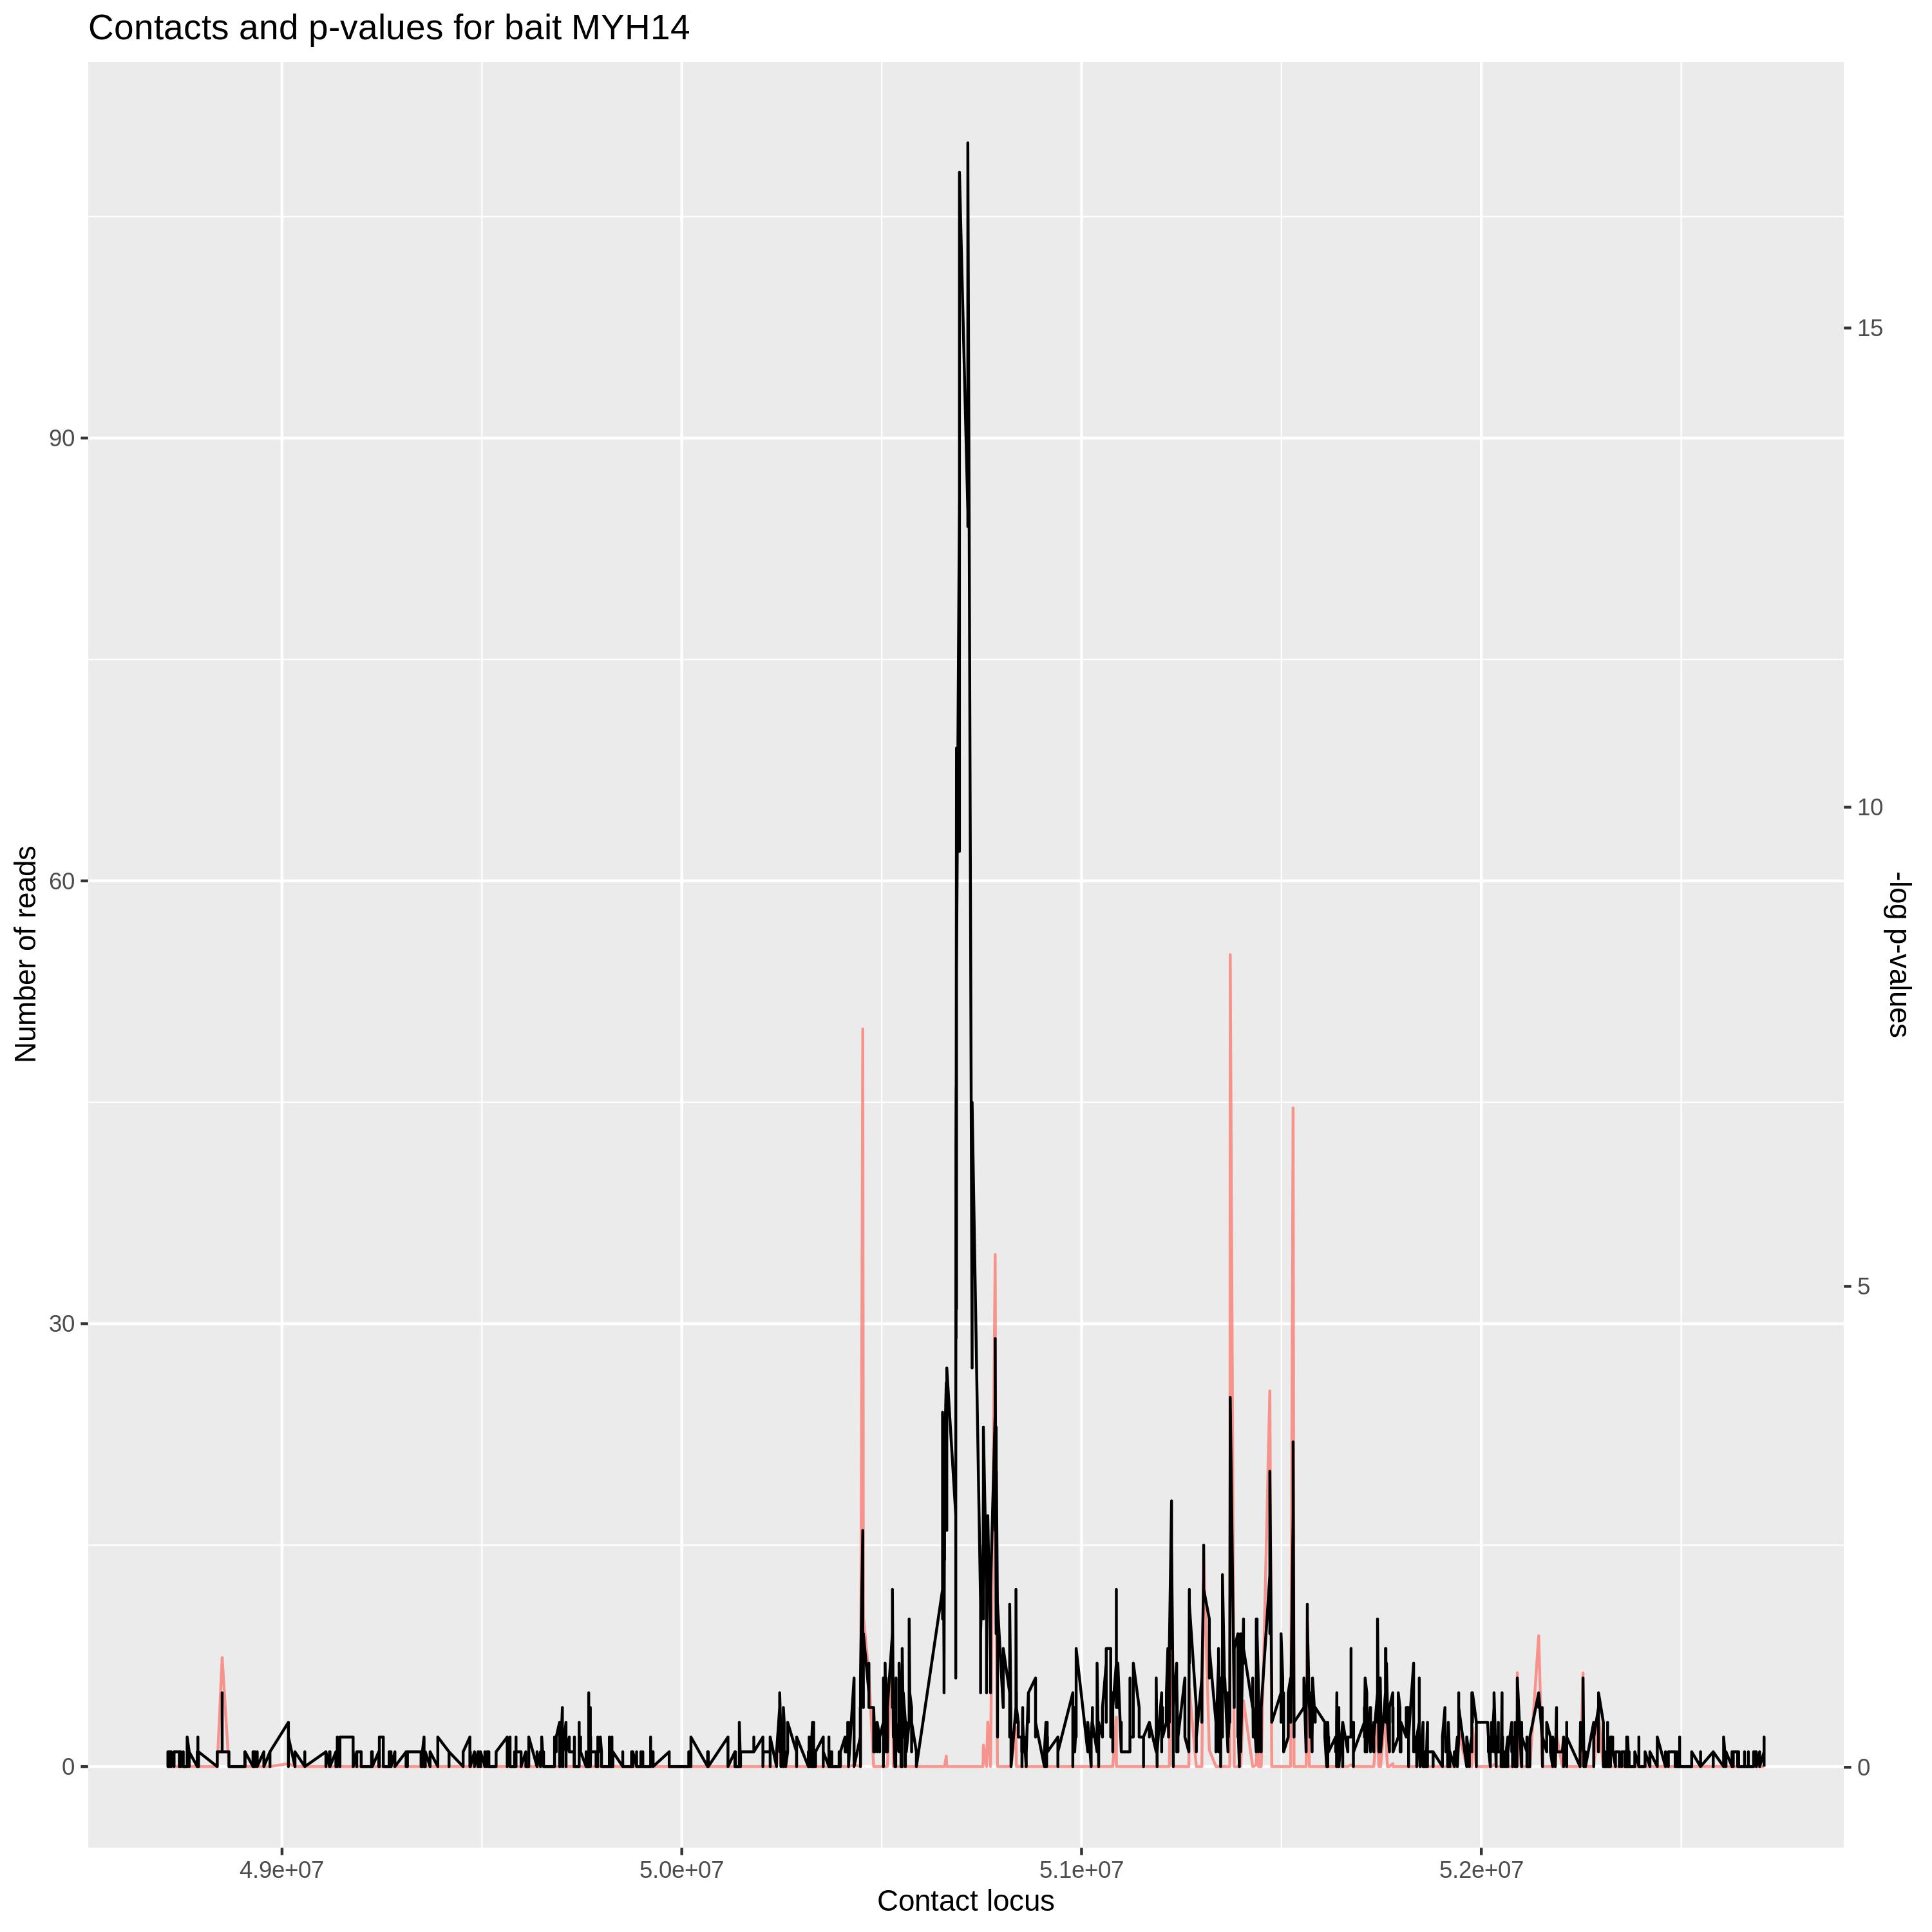 Contacts and p-values for bait MYH14
Number of reads
90
60
30
0
15
10
5
0
-log p-values
4.9e+07 5.0e+07 5.1e+07 5.2e+07
Contact locus